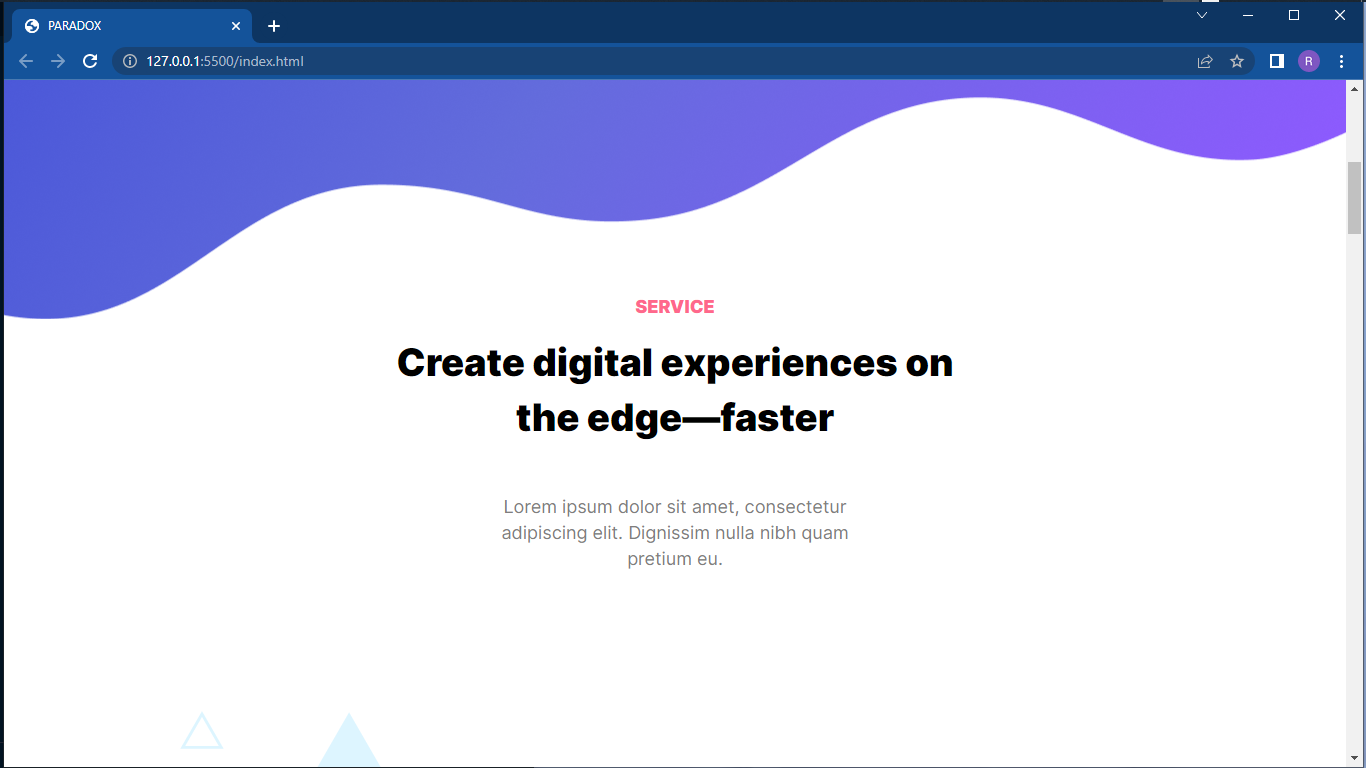 PARADOX
127.0.0.1:5500/index.html
R
SERVICE
Create digital experiences on
the edge—faster
Lorem ipsum dolor sit amet, consectetur
adipiscing elit. Dignissim nulla nibh quam
pretium eu.